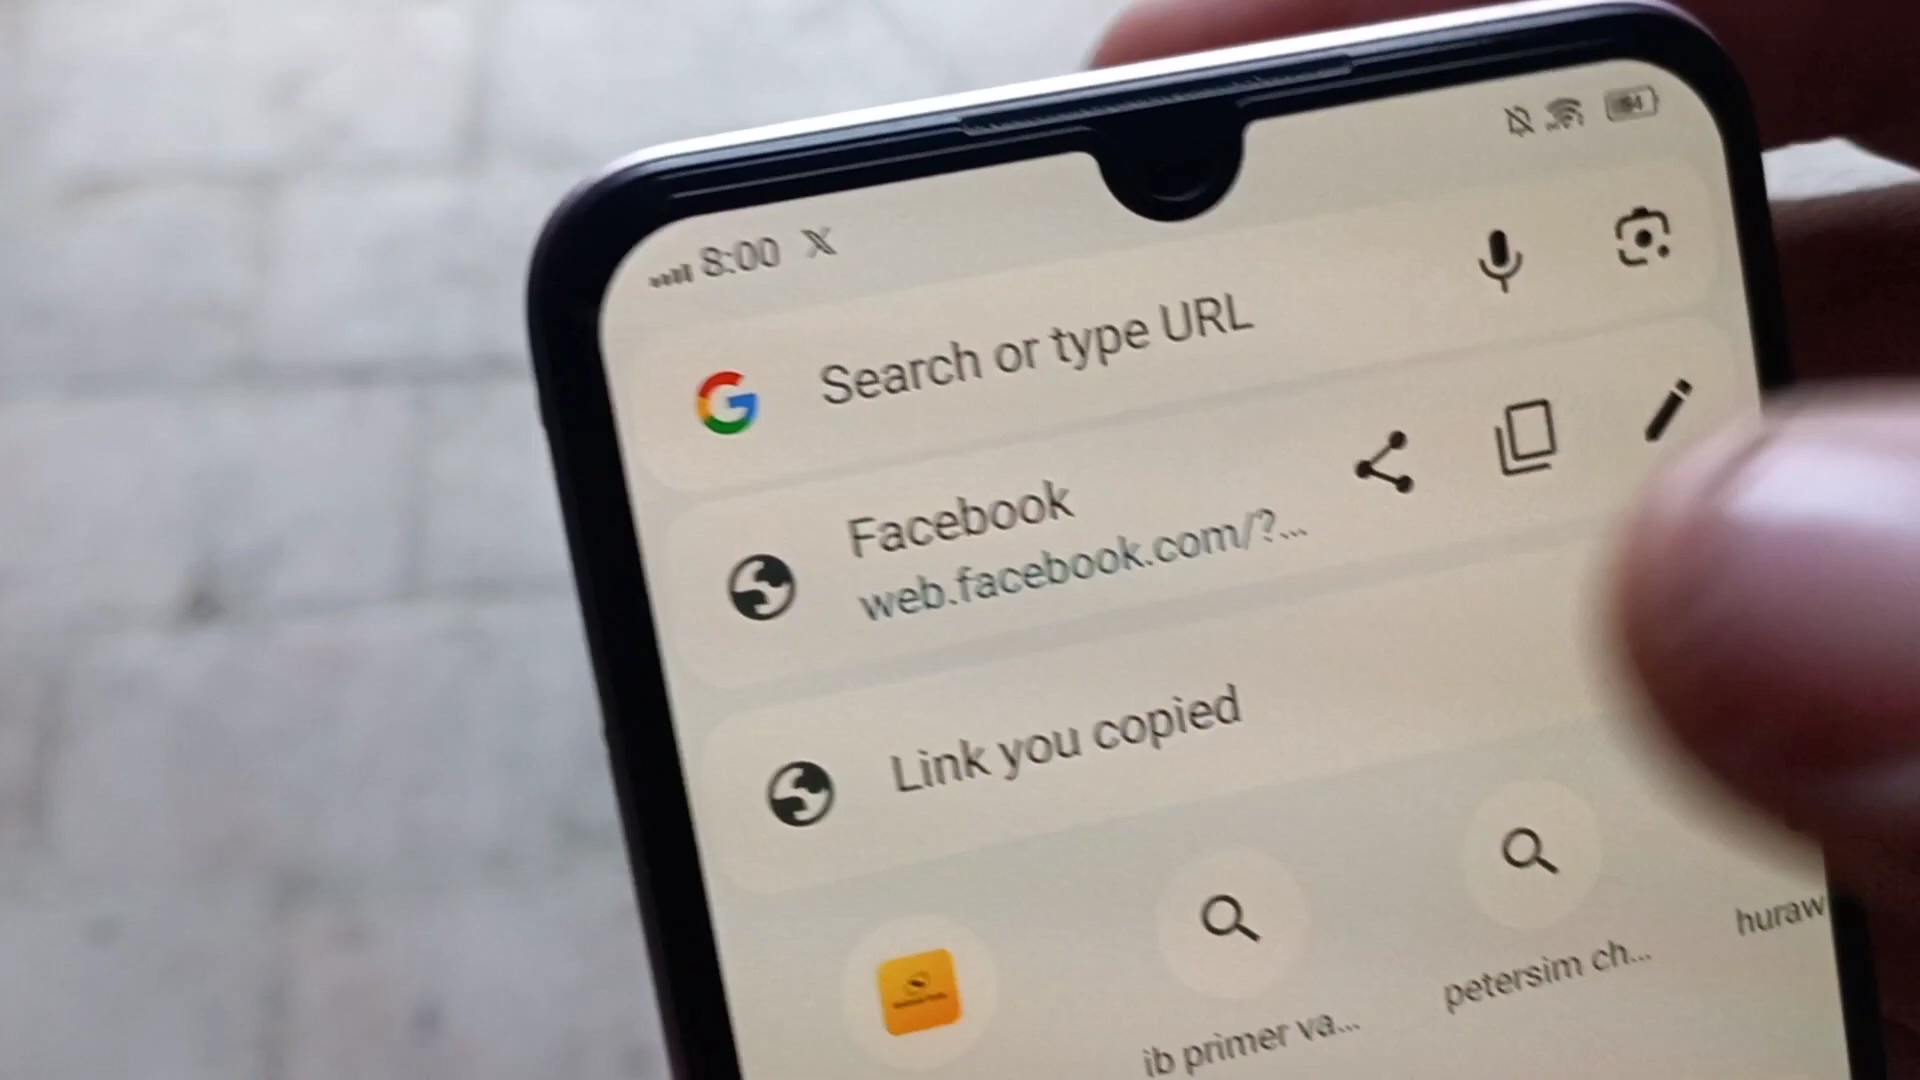 8:00
Search or type URL
Facebook
web.facebook.com/?...
Link you copied
ib primer va...
petersim ch...
huraw